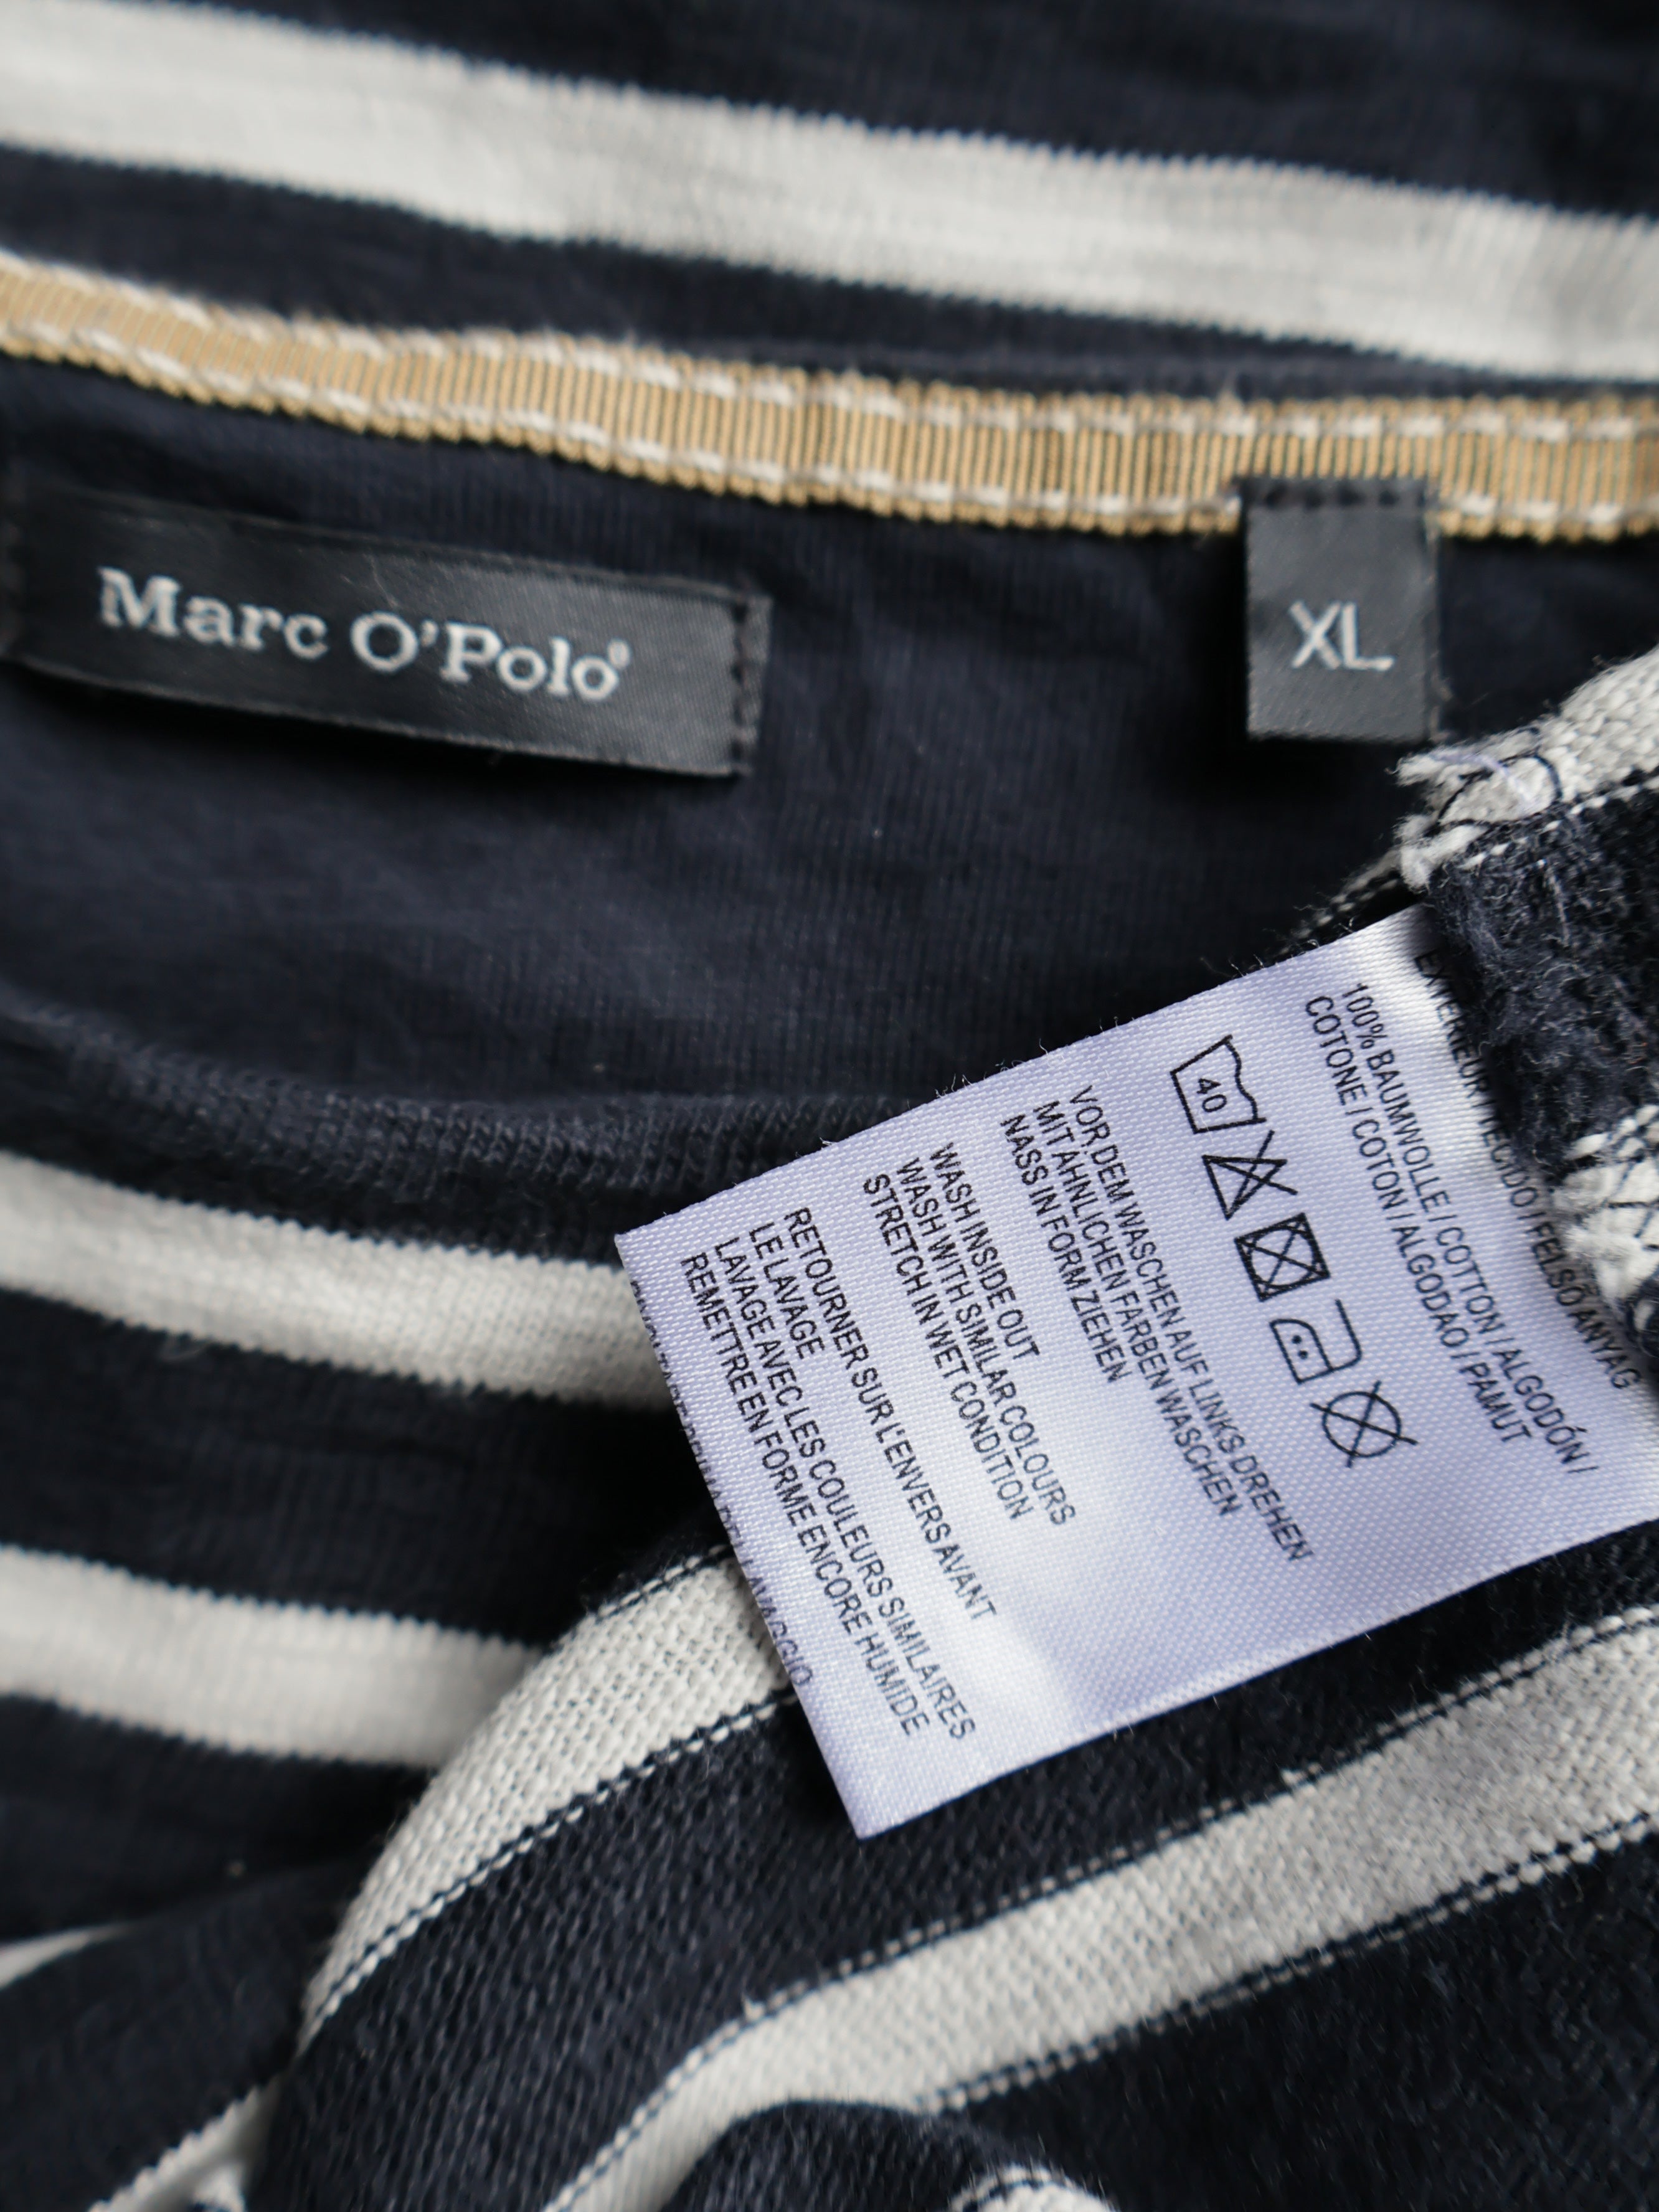 Marc O'Polo®
XL
100% BAUMWOLLE / COTTON / ALGODÓN /
COTONE / COTON / ALGODAO / PAMUT
40
VOR DEM WASCHEN AUF LINKS DREHEN
MIT ÄHNLICHEN FARBEN WASCHEN
NASS IN FORM ZIEHEN
WASH INSIDE OUT
WASH WITH SIMILAR COLOURS
STRETCH IN WET CONDITION
RETOURNER SUR L'ENVERS AVANT
LE LAVAGE
LAVAGE AVEC LES COULEURS SIMILAIRES
REMETTRE EN FORME ENCORE HUMIDE
LAVAGGIO